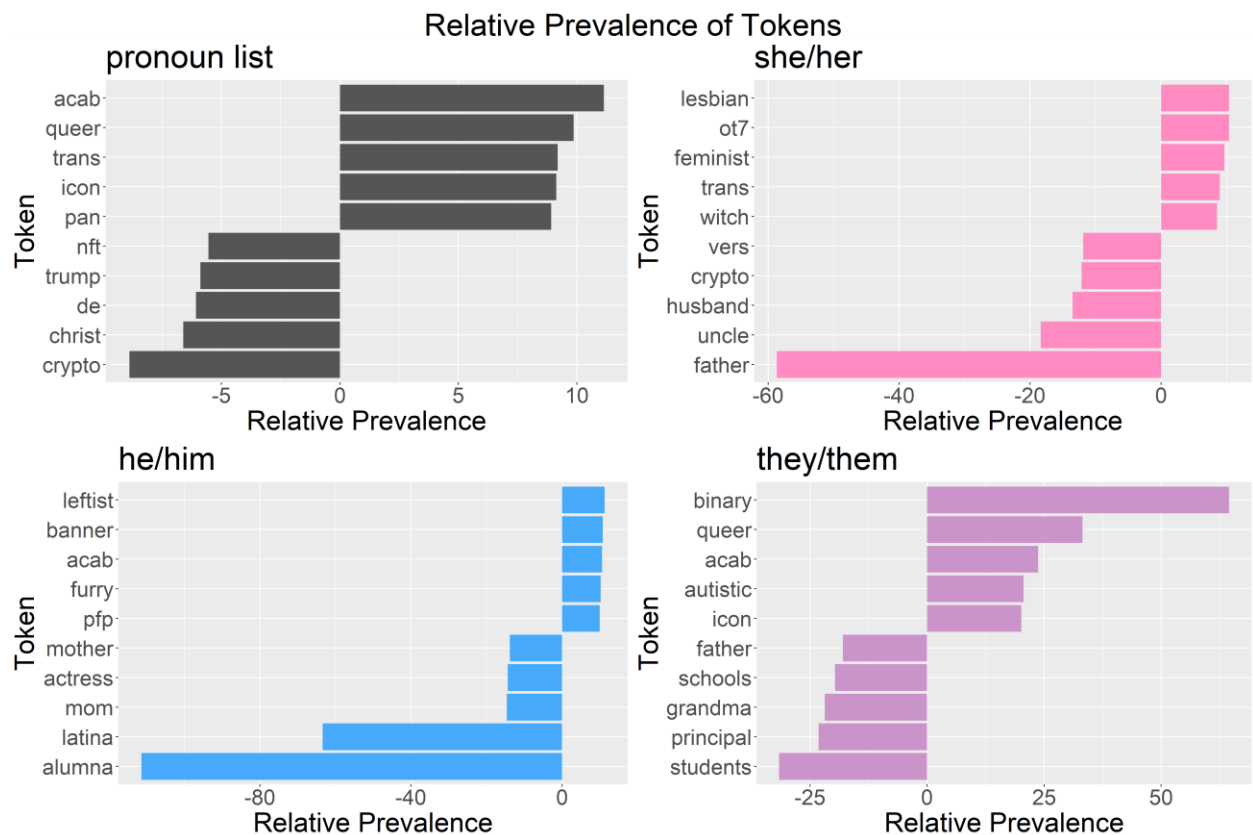 Relative Prevalence of Tokens
pronoun list
Token
acab
queer
trans
icon
pan
nft
trump
de
christ
crypto
-5
0
5
10
Relative Prevalence
she/her
Token
lesbian
ot7
feminist
trans
witch
vers
crypto
husband
uncle
father
-60
-40
-20
0
Relative Prevalence
he/him
Token
leftist
banner
acab
furry
pfp
mother
actress
mom
latina
alumna
-80
-40
0
Relative Prevalence
they/them
Token
binary
queer
acab
autistic
icon
father
schools
grandma
principal
students
-25
0
25
50
Relative Prevalence